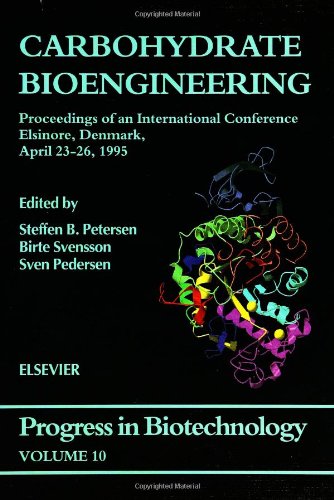 CARBOHYDRATE
BIOENGINEERING
Proceedings of an International Conference
Elsinore, Denmark,
April 23-26, 1995
Edited by
Steffen B. Petersen
Birte Svensson
Sven Pedersen
ELSEVIER
Progress in Biotechnology
VOLUME 10